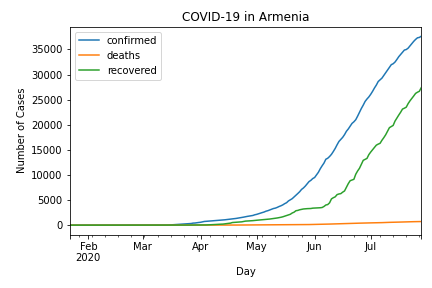 COVID-19 in Armenia
confirmed
deaths
recovered
Number of Cases
35000
30000
25000
20000
15000
10000
5000
0
Feb Mar Apr May Jun Jul
2020
Day